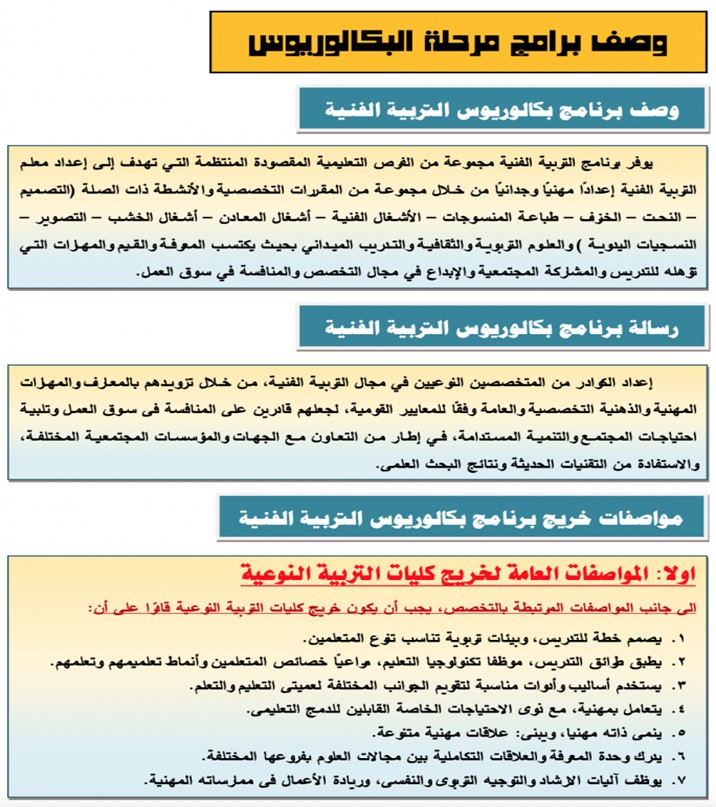 وصف برامج مرحلة البكالوريوس
وصف برنامج بكالوريوس التربية الفنية
يوفر برنامج التربية الفنية مجموعة من الفرص التعليمية المقصودة المنتظمة التي تهدف إلى إعداد معلم
التربية الفنية إعدادًا مهنيًا وجدانيًا من خلال مجموعة من المقررات التخصصية والأنشطة ذات الصلة (التصميم
– النحت – الخزف – طباعة المنسوجات – الأشغال الفنية – أشغال المعادن – أشغال الخشب – التصوير –
النسجيات اليدوية ) والعلوم التربوية والثقافية والتدريب الميداني بحيث يكتسب المعرفة والقيم والمهارات التي
تؤهله للتدريس والمشاركة المجتمعية والإبداع في مجال التخصص والمنافسة في سوق العمل.
رسالة برنامج بكالوريوس التربية الفنية
إعداد الكوادر من المتخصصين النوعيين في مجال التربية الفنية، من خلال تزويدهم بالمعارف والمهارات
المهنية والذهنية التخصصية والعامة وفقًا للمعايير القومية، لجعلهم قادرين على المنافسة فى سوق العمل وتلبية
احتياجات المجتمع والتنمية المستدامة، في إطار من التعاون مع الجهات والمؤسسات المجتمعية المختلفة،
والاستفادة من التقنيات الحديثة ونتائج البحث العلمى.
مواصفات خريج برنامج بكالوريوس التربية الفنية
اولا: المواصفات العامة لخريج كليات التربية النوعية
الى جانب المواصفات المرتبطة بالتخصص، يجب أن يكون خريج كليات التربية النوعية قادرًا على أن:
١. يصمم خطة للتدريس، وبيئات تربوية تناسب تنوع المتعلمين.
٢. يطبق طرائق التدريس، موظفا تكنولوجيا التعليم، مراعيًا خصائص المتعلمين وأنماط تعليمهم وتعلمهم.
٣. يستخدم أساليب وأدوات مناسبة لتقويم الجوانب المختلفة لعميتى التعليم والتعلم.
٤. يتعامل بمهنية، مع ذوى الاحتياجات الخاصة القابلين للدمج التعليمى.
٥. ينمى ذاته مهنيا، ويبنى: علاقات مهنية متنوعة.
٦. يدرك وحدة المعرفة والعلاقات التكاملية بين مجالات العلوم بفروعها المختلفة.
٧. يوظف آليات الارشاد والتوجيه التربوى والنفسى، وريادة الأعمال فى ممارساته المهنية.